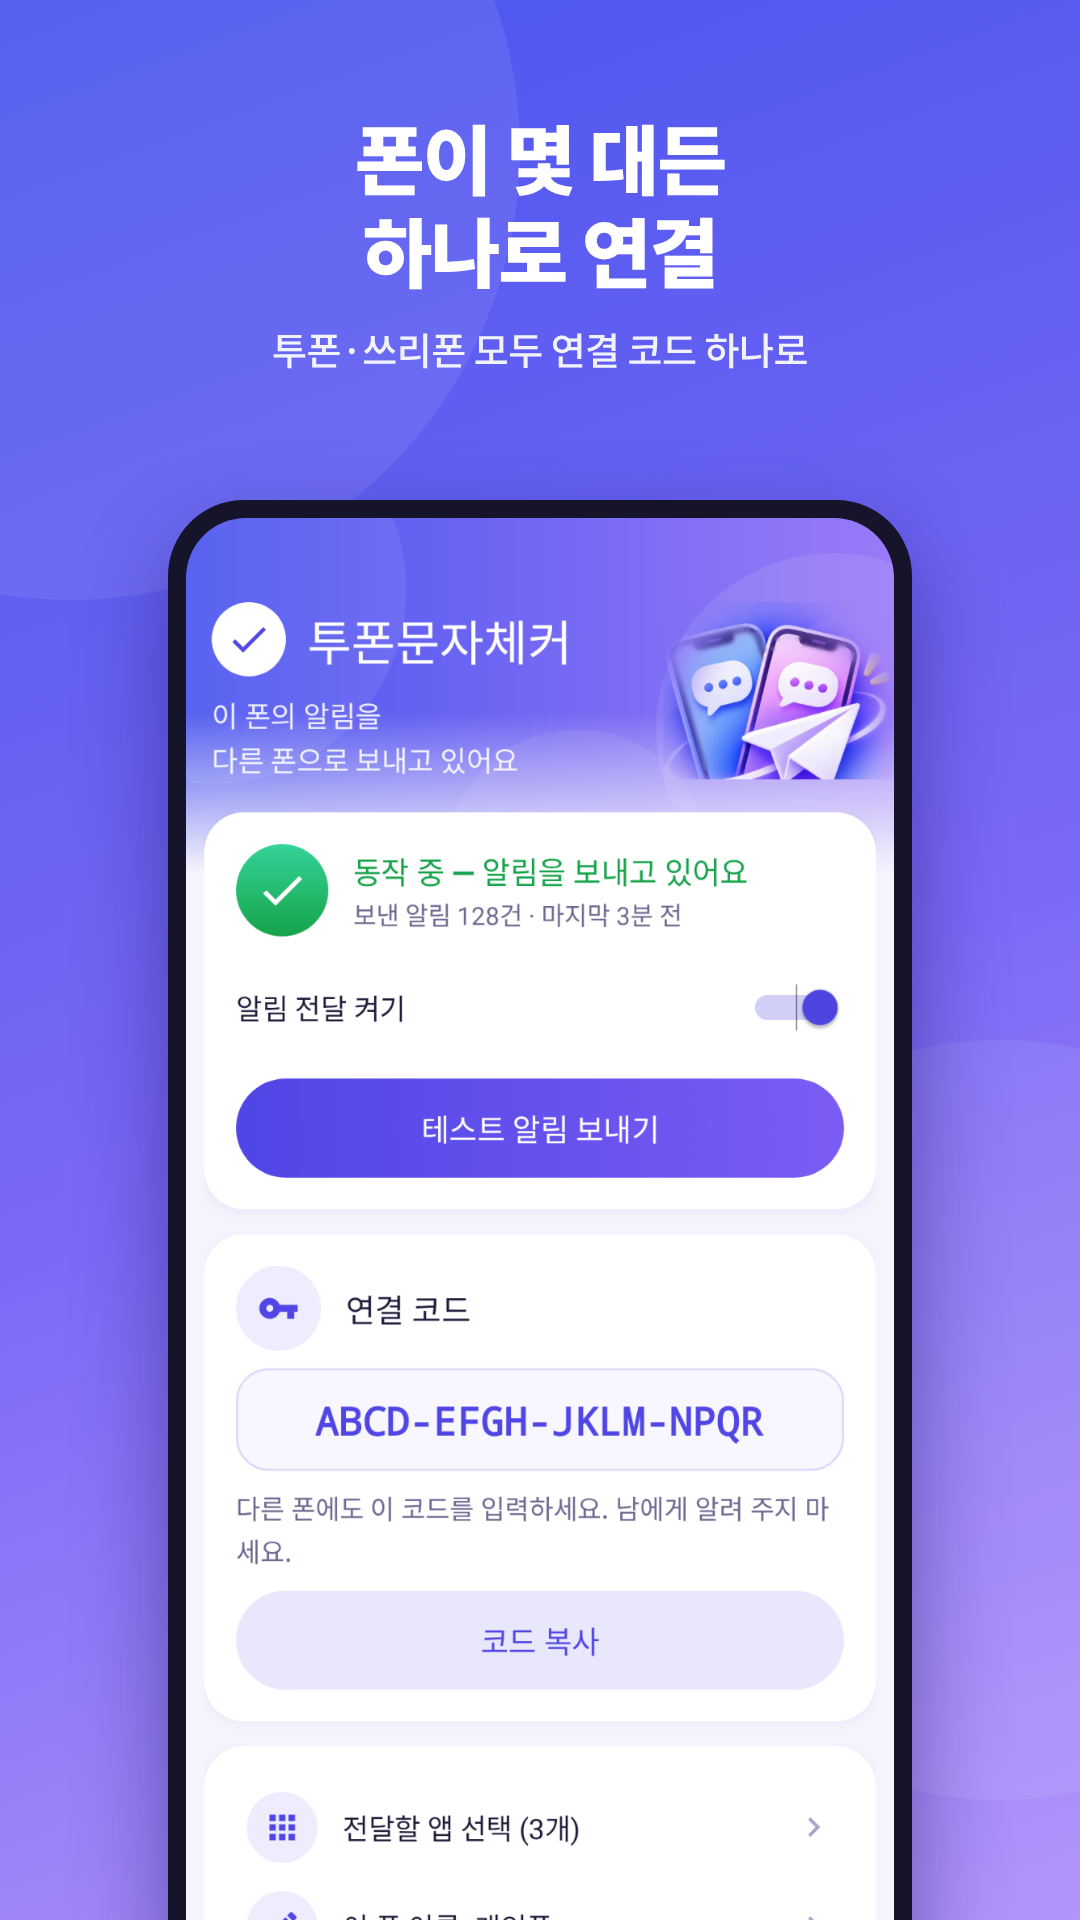 폰이 몇 대든
하나로 연결
투폰·쓰리폰 모두 연결 코드 하나로
투폰문자체커
이 폰의 알림을
다른 폰으로 보내고 있어요
동작 중 – 알림을 보내고 있어요
보낸 알림 128건 · 마지막 3분 전
알림 전달 켜기
테스트 알림 보내기
연결 코드
ABCD-EFGH-JKLM-NPQR
다른 폰에도 이 코드를 입력하세요. 남에게 알려 주지 마
세요.
코드 복사
전달할 앱 선택 (3개)